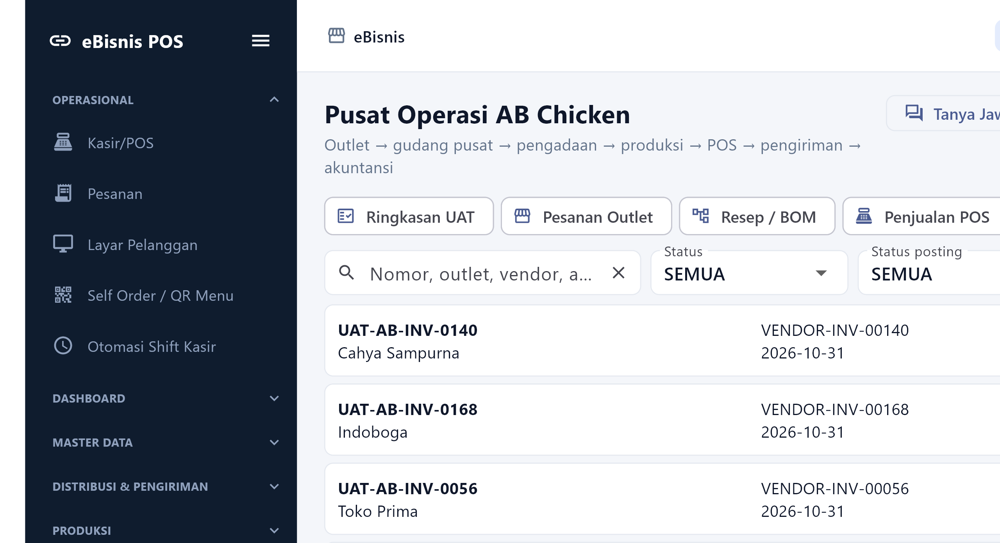 eBisnis POS
OPERASIONAL
Kasir/POS
Pesanan
Layar Pelanggan
Self Order / QR Menu
Otomasi Shift Kasir
DASHBOARD
MASTER DATA
DISTRIBUSI & PENGIRIMAN
PRODUKSI
eBisnis
Pusat Operasi AB Chicken
Tanya Jaw
Outlet → gudang pusat → pengadaan → produksi → POS → pengiriman →
akuntansi
Ringkasan UAT
Pesanan Outlet
Resep / BOM
Penjualan POS
Nomor, outlet, vendor, a...
Status
SEMUA
Status posting
SEMUA
UAT-AB-INV-0140
Cahya Sampurna
VENDOR-INV-00140
2026-10-31
UAT-AB-INV-0168
Indoboga
VENDOR-INV-00168
2026-10-31
UAT-AB-INV-0056
Toko Prima
VENDOR-INV-00056
2026-10-31